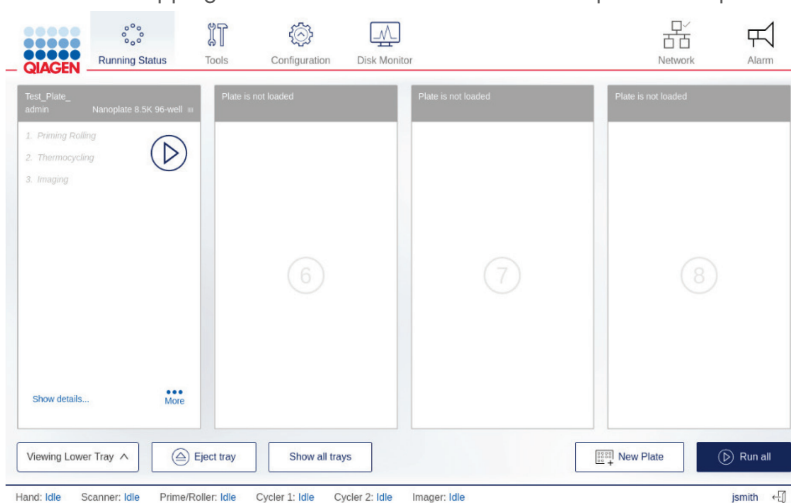 QIAGEN
Running Status
Tools
Configuration
Disk Monitor
Network
Alarm
Test_Plate_
admin Nanoplate 8.5K 96-well
1. Priming Rolling
2. Thermocycling
3. Imaging
Show details...
More
Plate is not loaded
6
Plate is not loaded
7
Plate is not loaded
8
Viewing Lower Tray
Eject tray
Show all trays
New Plate
Run all
Hand: Idle Scanner: Idle Prime/Roller: Idle Cycler 1: Idle Cycler 2: Idle Imager: Idle jsmith